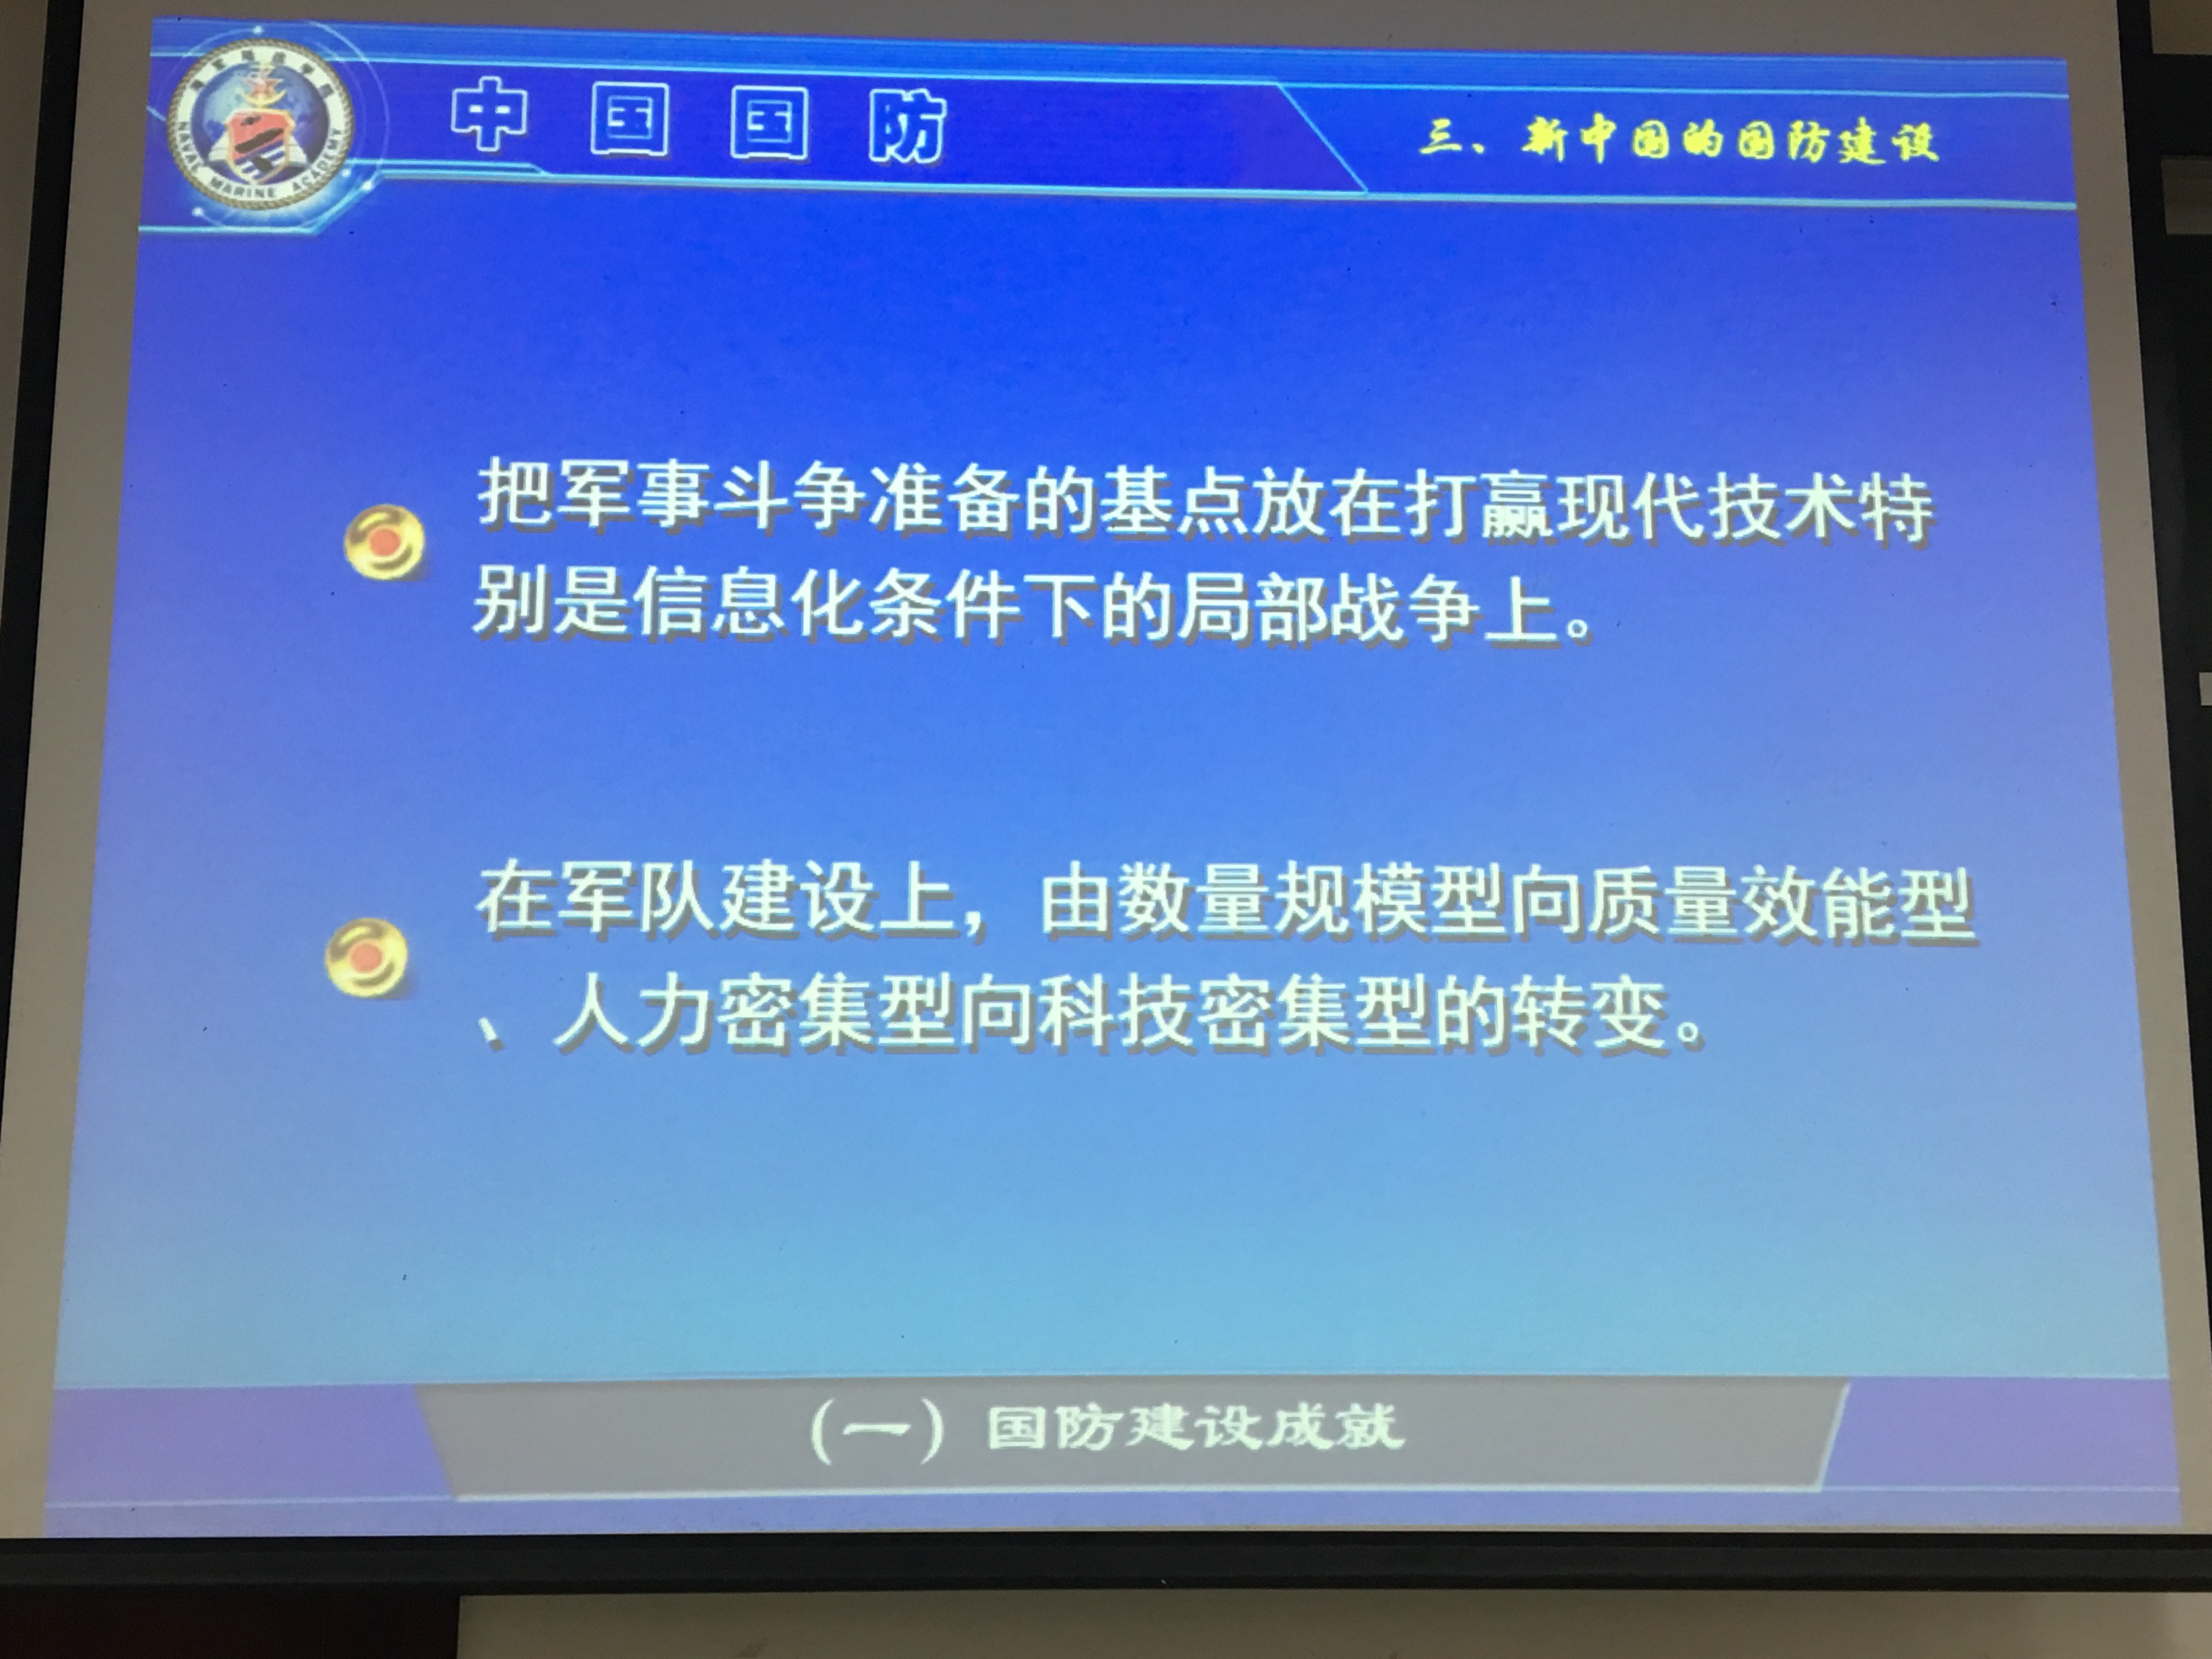 中国国防
三、新中国的国防建设
NAVAL MARINE ACADEMY
把军事斗争准备的基点放在打赢现代技术特
别是信息化条件下的局部战争上。
在军队建设上，由数量规模型向质量效能型
、人力密集型向科技密集型的转变。
（一）国防建设成就